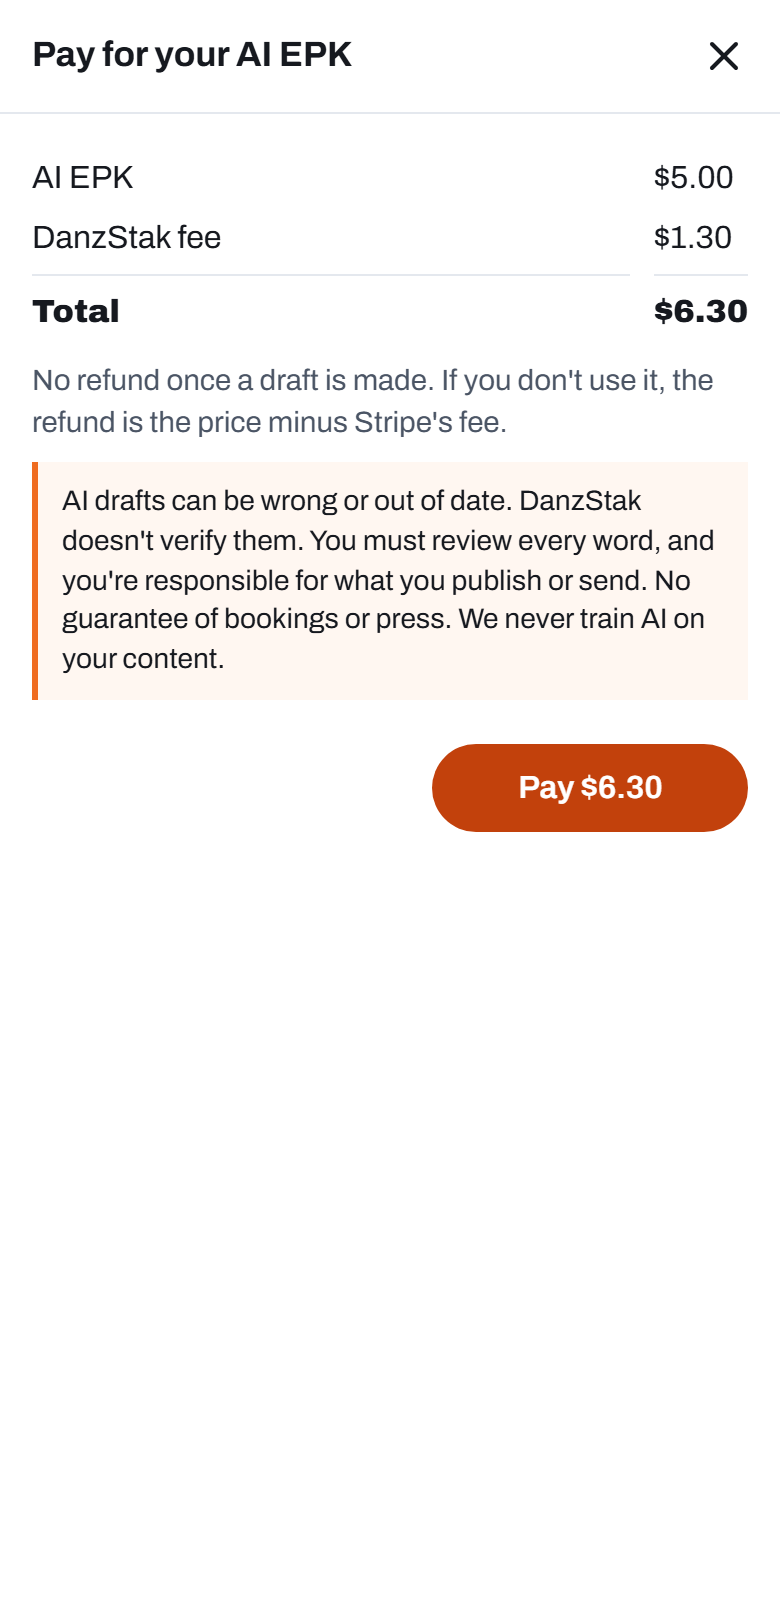 Pay for your AI EPK
AI EPK $5.00
DanzStak fee $1.30
Total $6.30
No refund once a draft is made. If you don't use it, the
refund is the price minus Stripe's fee.
AI drafts can be wrong or out of date. DanzStak
doesn't verify them. You must review every word, and
you're responsible for what you publish or send. No
guarantee of bookings or press. We never train AI on
your content.
Pay $6.30